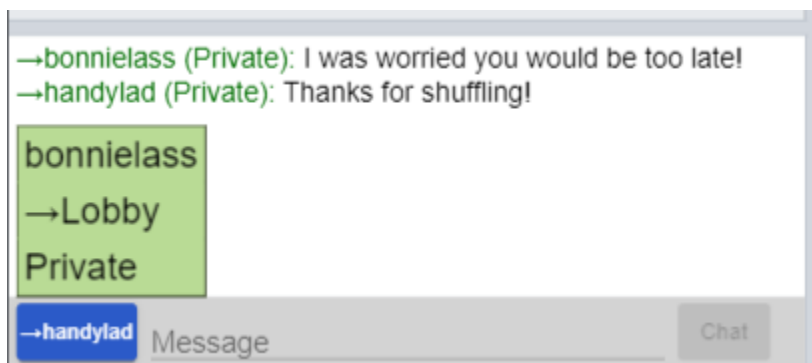 →bonnielass (Private): I was worried you would be too late!
→handylad (Private): Thanks for shuffling!
bonnielass
→Lobby
Private
→handylad Message Chat